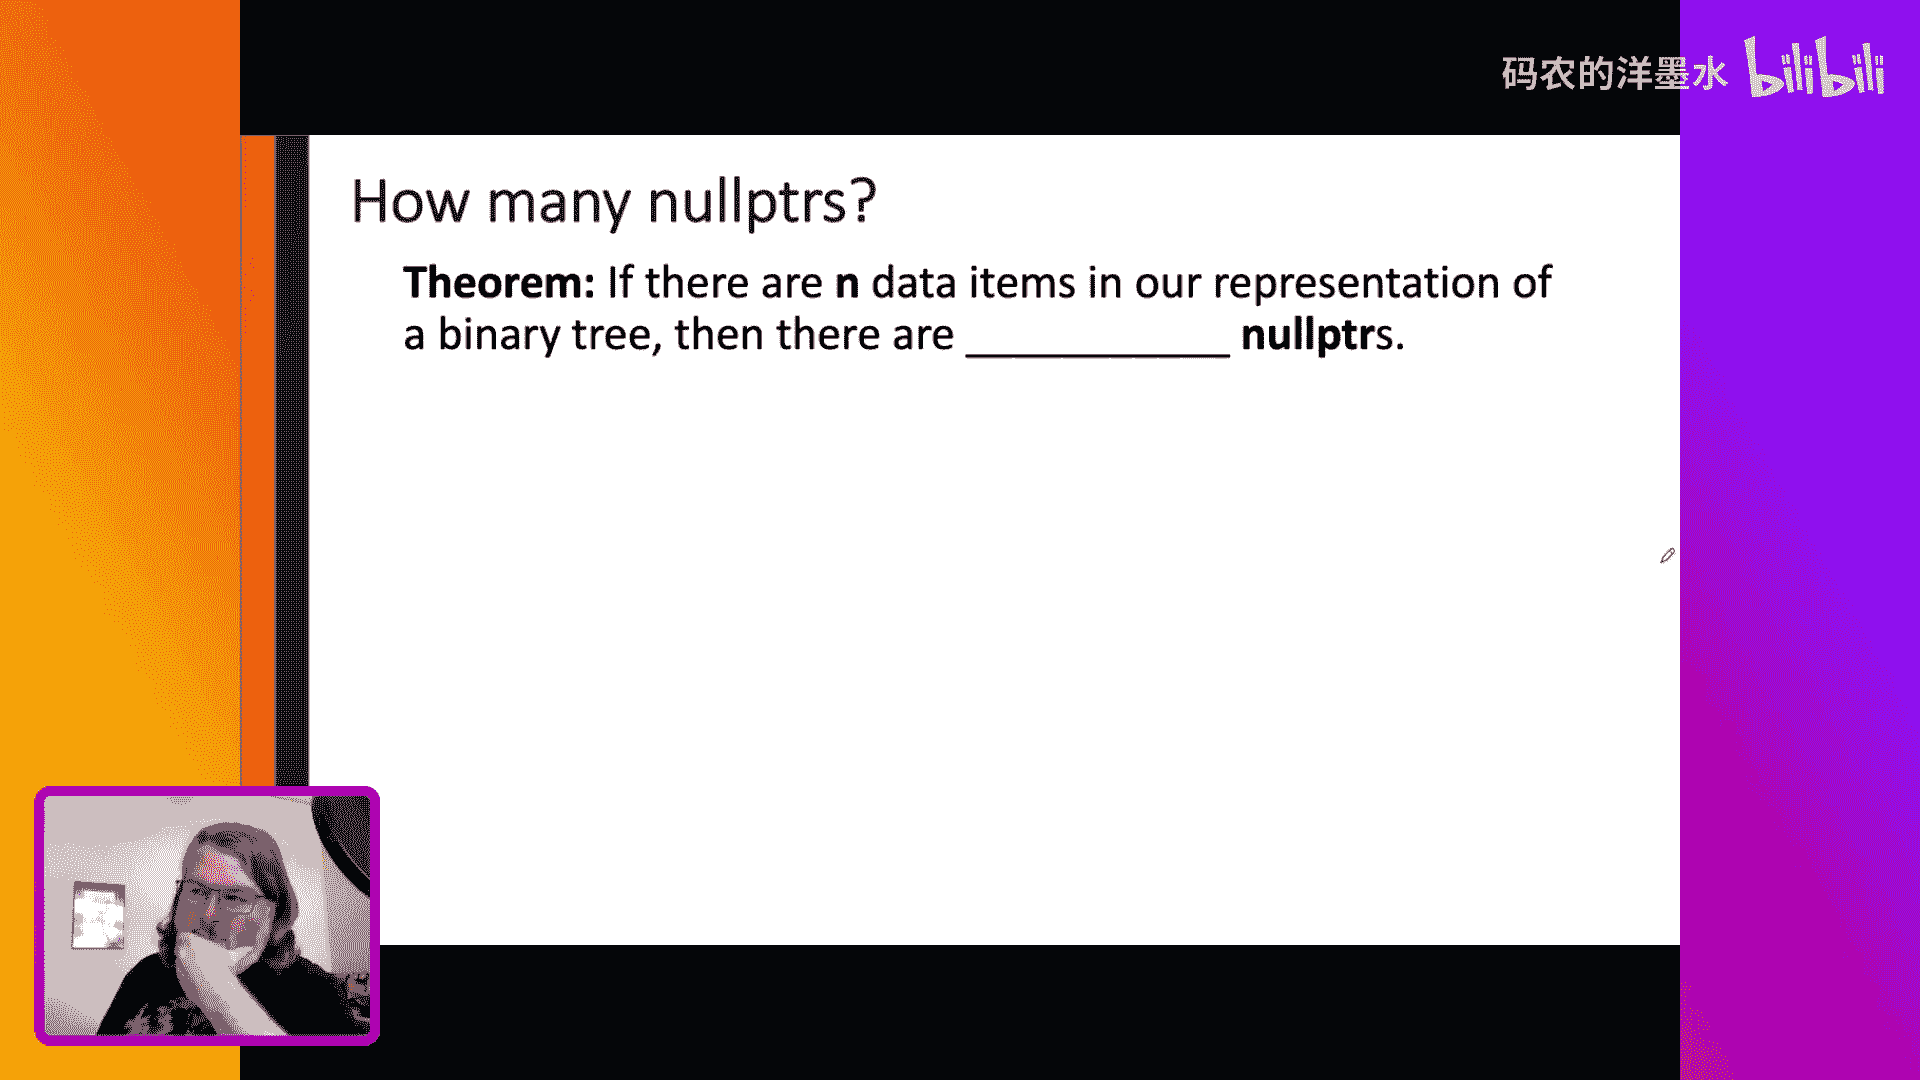 码农的洋墨水 bilibili
How many nullptrs?
Theorem: If there are n data items in our representation of
a binary tree, then there are ___________ nullptrs.